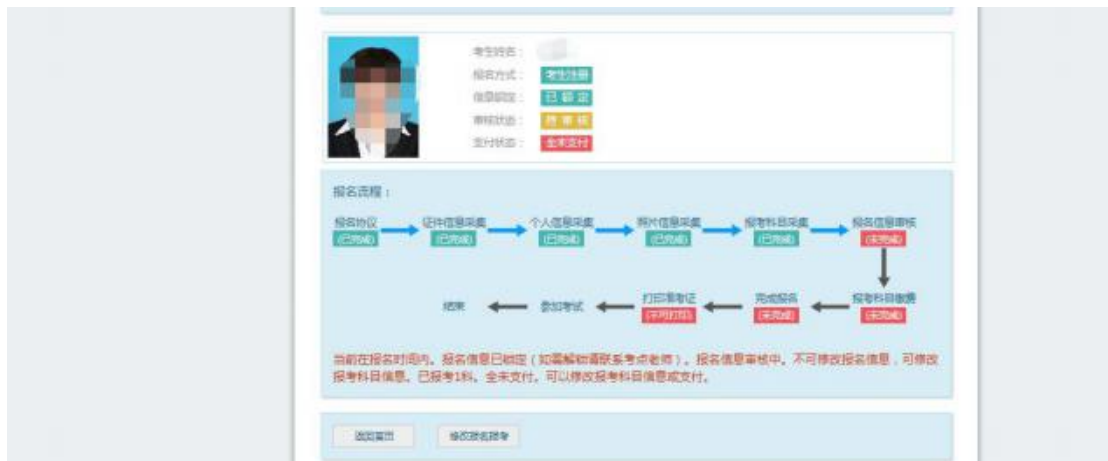 考生姓名：
报名方式： 考生注册
信息锁定： 已 锁 定
审核状态： 待 审 核
支付状态： 全未支付
报名流程：
报名协议 证件信息采集 个人信息采集 照片信息采集 报考科目采集 报名信息审核
(已完成) (已完成) (已完成) (已完成) (已完成) (未完成)
结束 参加考试 打印准考证 完成报名 报考科目缴费
(不可打印) (未完成) (未完成)
当前在报名时间内。报名信息已锁定（如需解锁请联系考点老师）。报名信息审核中。不可修改报名信息，可修改
报考科目信息。已报考1科。全未支付。可以修改报考科目信息或支付。
返回首页 修改报名报考